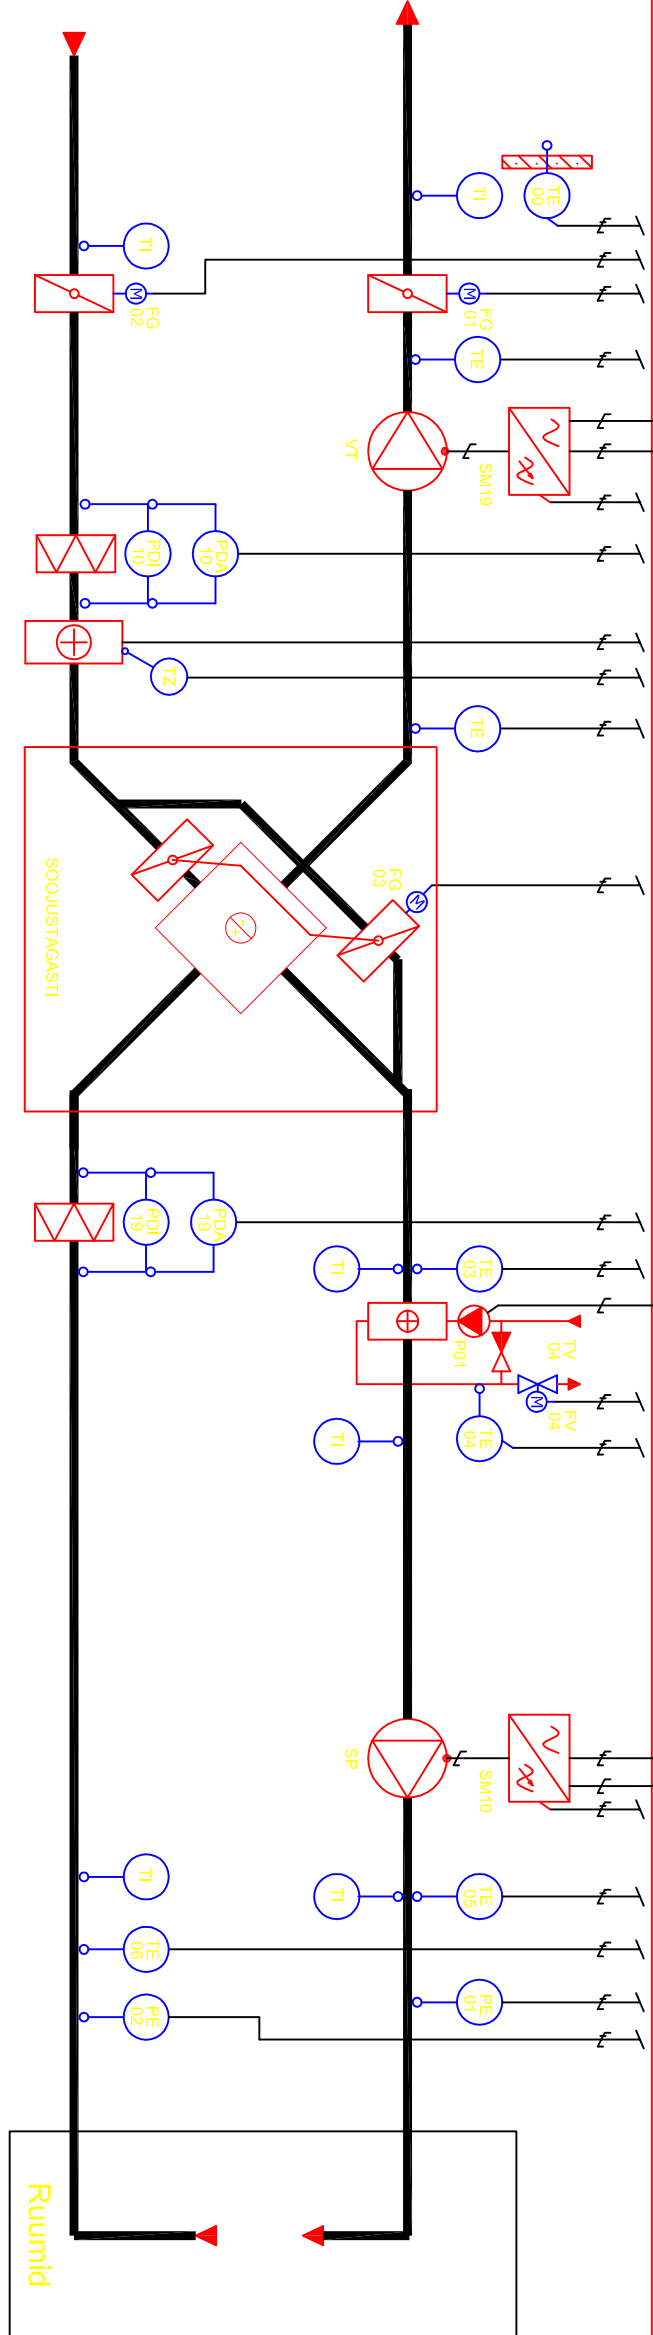 TI
TE
00
TI
FG
02
FG
01
TE
VT
SM19
PDI
10
PDA
10
TZ
TE
SOOJUSTAGASTI
FG
03
M
M
M
- +
PDI
19
PDA
19
TI
TE
03
P01
TV
04
FV
04
M
TI
TE
04
SP
SM10
TI
TI
TE
05
TE
06
PE
02
PE
01
Ruumid